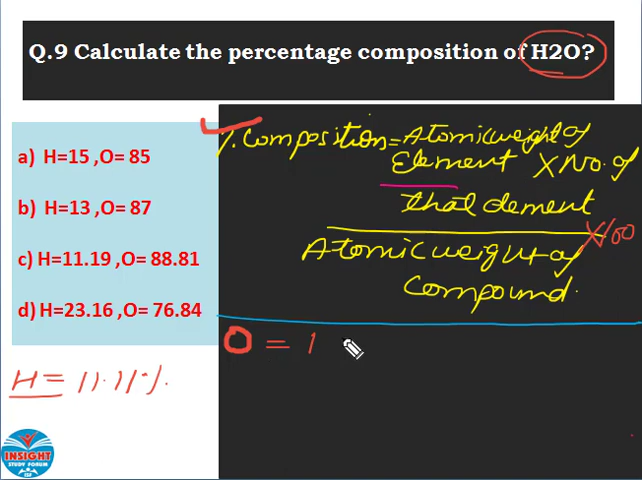 Q.9 Calculate the percentage composition of H2O?
a) H=15 ,O= 85
b) H=13 ,O= 87
c) H=11.19 ,O= 88.81
d) H=23.16 ,O= 76.84
%. Composition = Atomic weight of
Element X No. of
that element
X100
Atomic weight of
Compound.
O = 1
H = 11.11%.
INSIGHT
STUDY FORUM
ISF